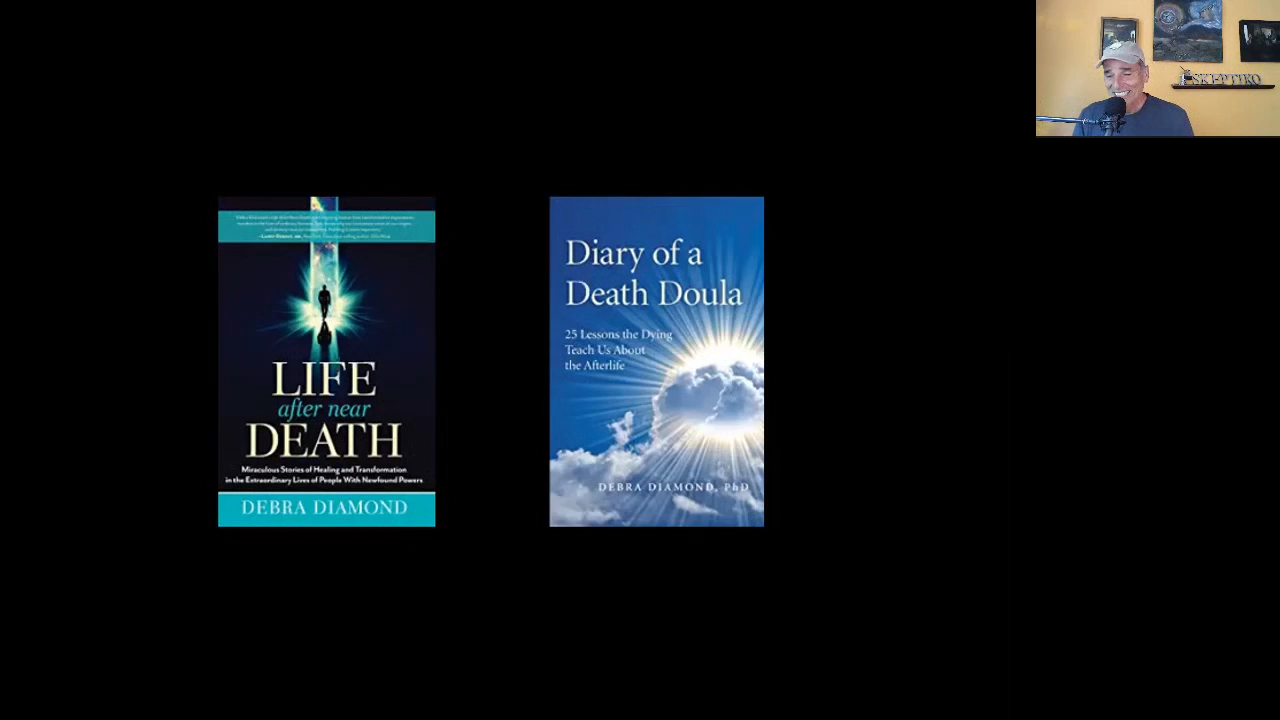 SKEPTIKO
LIFE
after near
DEATH
Miraculous Stories of Healing and Transformation
in the Extraordinary Lives of People With Newfound Powers
DEBRA DIAMOND
Diary of a
Death Doula
25 Lessons the Dying
Teach Us About
the Afterlife
DEBRA DIAMOND, PhD